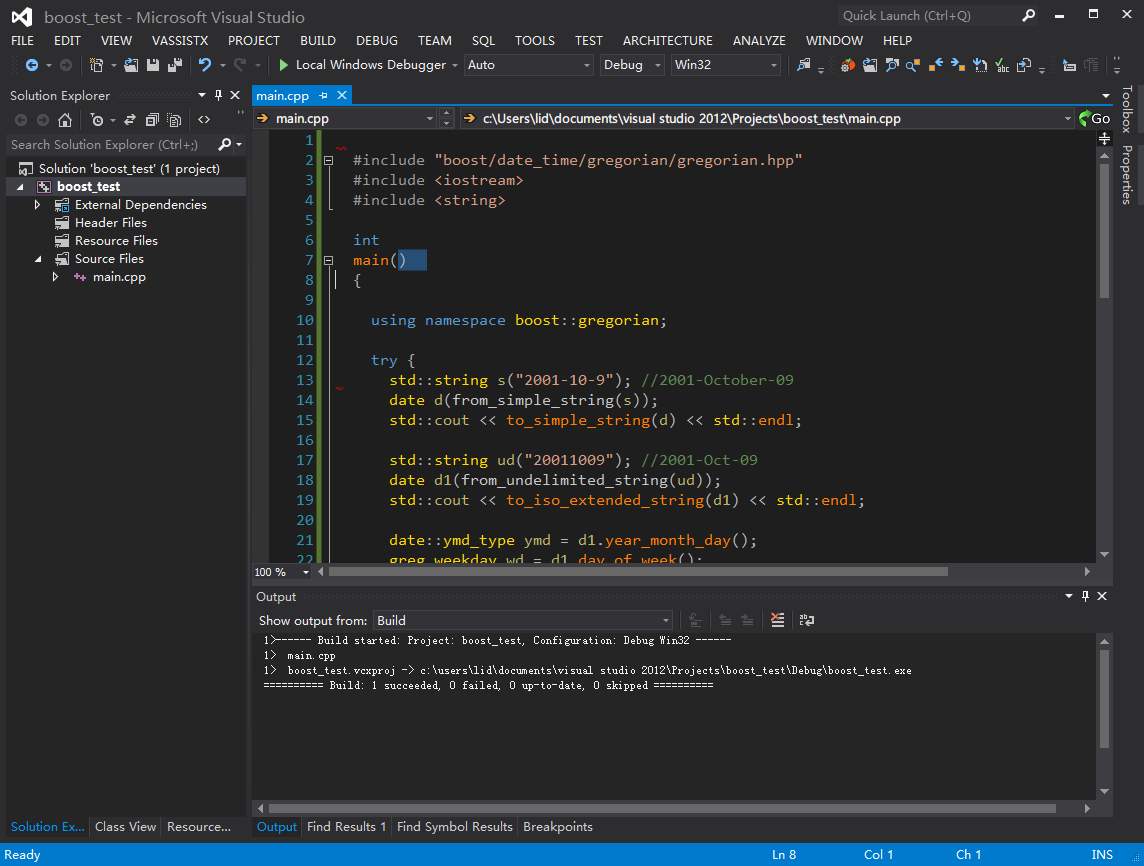 boost_test - Microsoft Visual Studio
Quick Launch (Ctrl+Q)
FILE EDIT VIEW VASSISTX PROJECT BUILD DEBUG TEAM SQL TOOLS TEST ARCHITECTURE ANALYZE WINDOW HELP
Local Windows Debugger Auto Debug Win32
Solution Explorer
Search Solution Explorer (Ctrl+;)
Solution 'boost_test' (1 project)
boost_test
External Dependencies
Header Files
Resource Files
Source Files
main.cpp
main.cpp
main.cpp
c:\Users\lid\documents\visual studio 2012\Projects\boost_test\main.cpp
Go
1
2 #include "boost/date_time/gregorian/gregorian.hpp"
3 #include <iostream>
4 #include <string>
5
6 int
7 main()
8 {
9
10 using namespace boost::gregorian;
11
12 try {
13 std::string s("2001-10-9"); //2001-October-09
14 date d(from_simple_string(s));
15 std::cout << to_simple_string(d) << std::endl;
16
17 std::string ud("20011009"); //2001-Oct-09
18 date d1(from_undelimited_string(ud));
19 std::cout << to_iso_extended_string(d1) << std::endl;
20
21 date::ymd_type ymd = d1.year_month_day();
22 greg_weekday wd = d1.day_of_week();
100 %
Toolbox
Properties
Output
Show output from: Build
1>------ Build started: Project: boost_test, Configuration: Debug Win32 ------
1> main.cpp
1> boost_test.vcxproj -> c:\users\lid\documents\visual studio 2012\Projects\boost_test\Debug\boost_test.exe
========== Build: 1 succeeded, 0 failed, 0 up-to-date, 0 skipped ==========
Solution Ex... Class View Resource...
Output Find Results 1 Find Symbol Results Breakpoints
Ready Ln 8 Col 1 Ch 1 INS